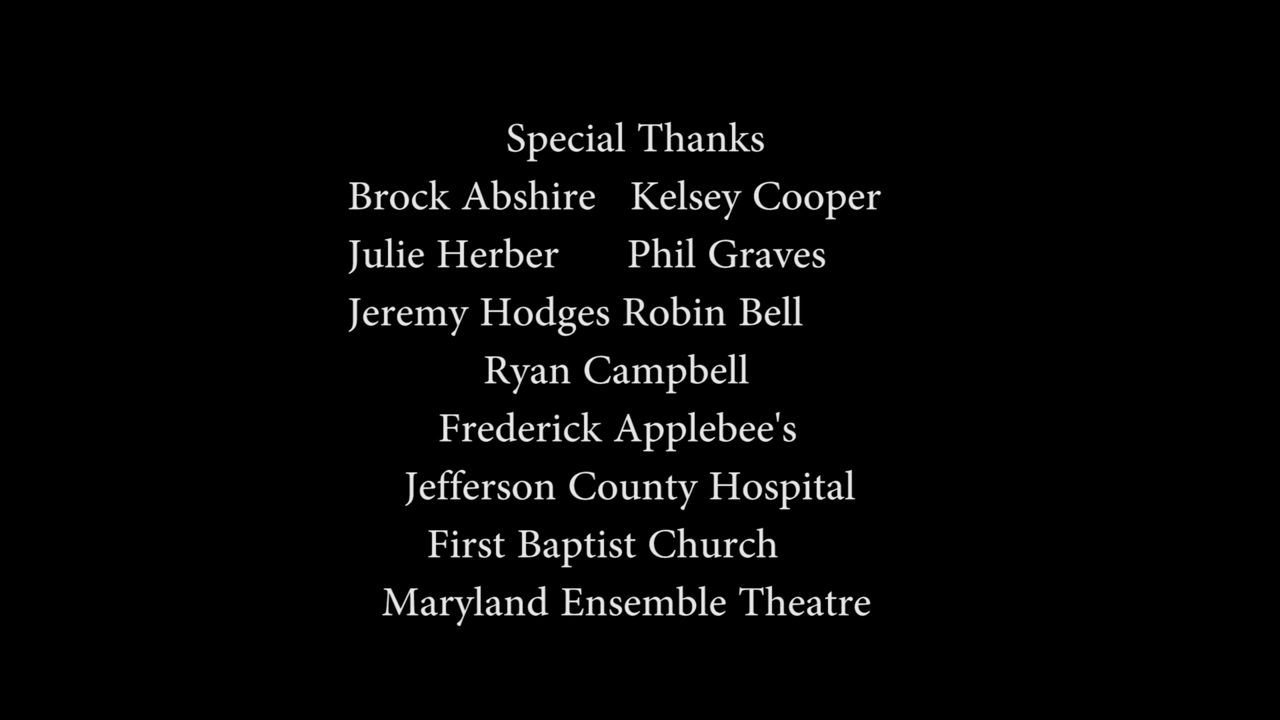 Special Thanks
Brock Abshire Kelsey Cooper
Julie Herber Phil Graves
Jeremy Hodges Robin Bell
Ryan Campbell
Frederick Applebee's
Jefferson County Hospital
First Baptist Church
Maryland Ensemble Theatre